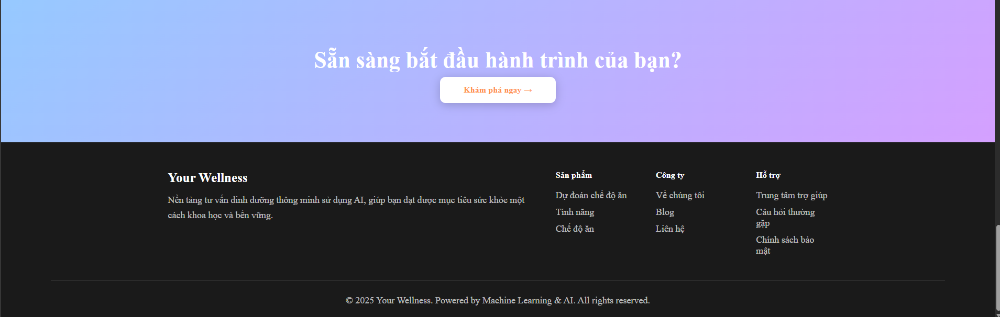 Sẵn sàng bắt đầu hành trình của bạn?
Khám phá ngay →
Your Wellness
Nền tảng tư vấn dinh dưỡng thông minh sử dụng AI, giúp bạn đạt được mục tiêu sức khỏe một
cách khoa học và bền vững.
Sản phẩm
Dự đoán chế độ ăn
Tính năng
Chế độ ăn
Công ty
Về chúng tôi
Blog
Liên hệ
Hỗ trợ
Trung tâm trợ giúp
Câu hỏi thường
gặp
Chính sách bảo
mật
© 2025 Your Wellness. Powered by Machine Learning & AI. All rights reserved.